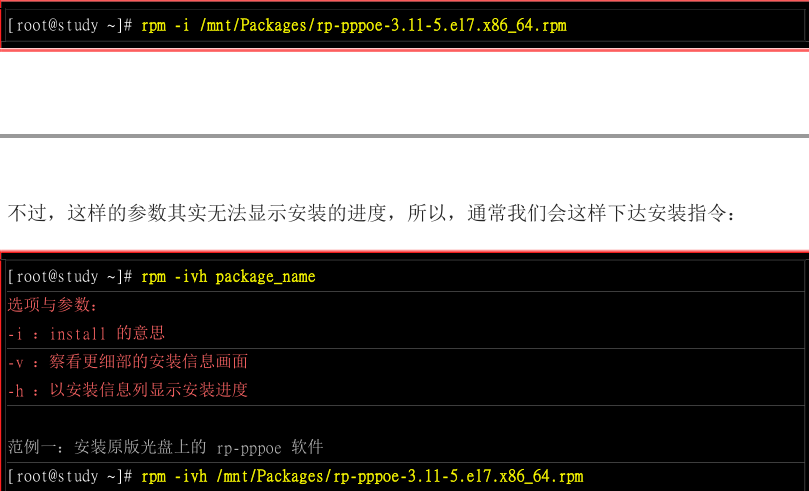 [root@study ~]# rpm -i /mnt/Packages/rp-pppoe-3.11-5.el7.x86_64.rpm
不过，这样的参数其实无法显示安装的进度，所以，通常我们会这样下达安装指令：
[root@study ~]# rpm -ivh package_name
选项与参数：
-i ：install 的意思
-v ：察看更细部的安装信息画面
-h ：以安装信息列显示安装进度
范例一：安装原版光盘上的 rp-pppoe 软件
[root@study ~]# rpm -ivh /mnt/Packages/rp-pppoe-3.11-5.el7.x86_64.rpm